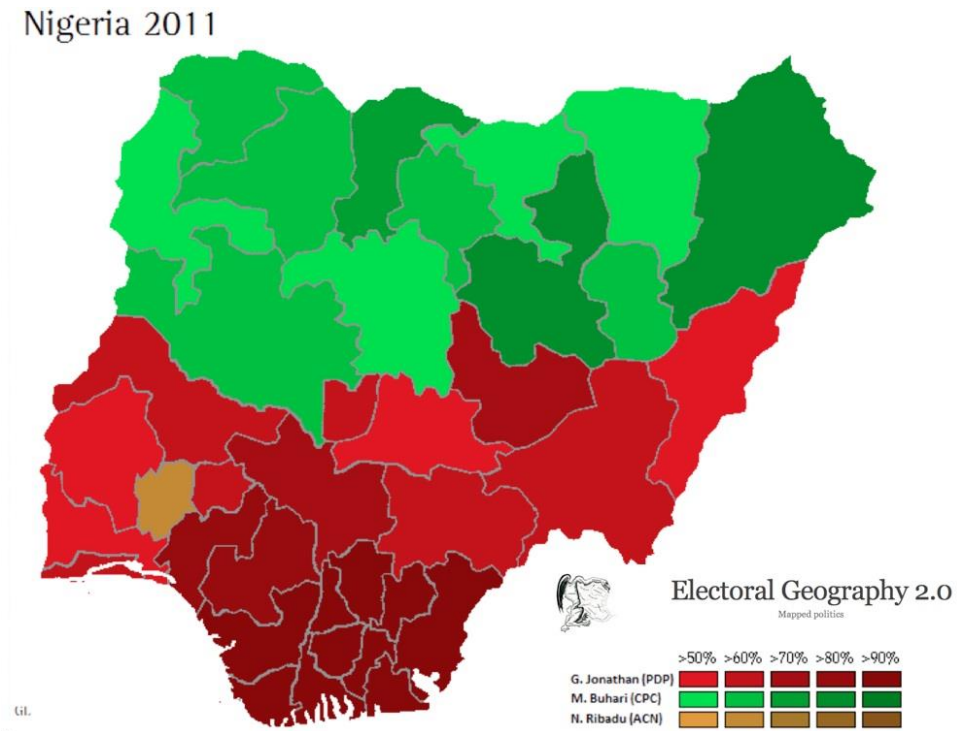 Nigeria 2011
Electoral Geography 2.0
Mapped politics
>50% >60% >70% >80% >90%
G. Jonathan (PDP)
M. Buhari (CPC)
N. Ribadu (ACN)